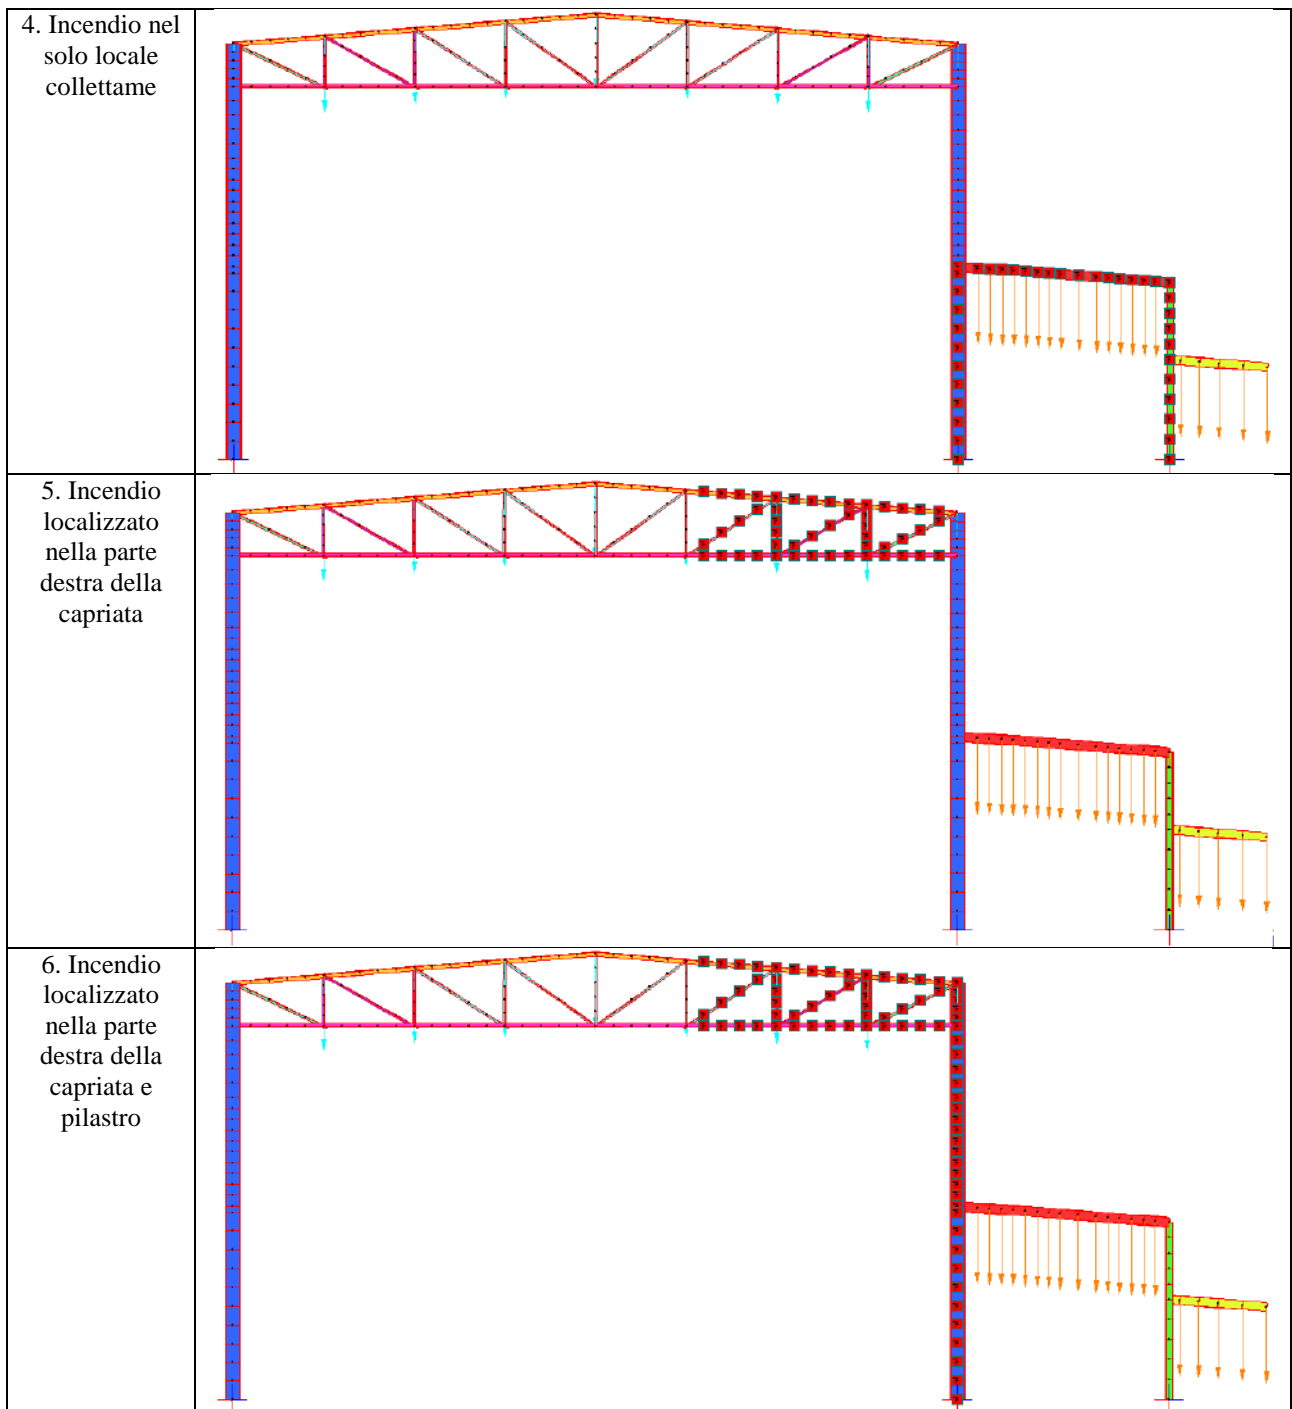 4. Incendio nel
solo locale
collettame
5. Incendio
localizzato
nella parte
destra della
capriata
6. Incendio
localizzato
nella parte
destra della
capriata e
pilastro